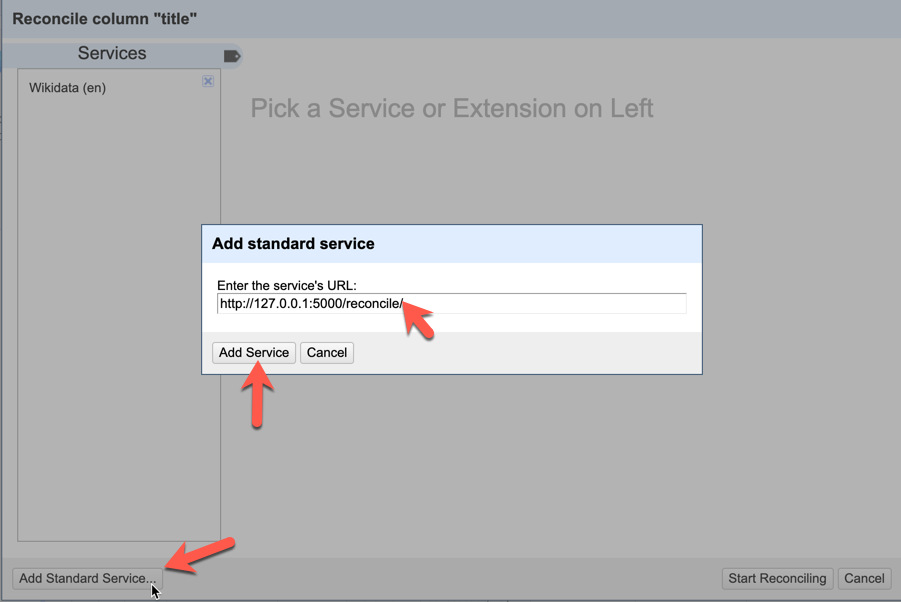 Reconcile column "title"
Services
Wikidata (en)
Pick a Service or Extension on Left
Add standard service
Enter the service's URL:
http://127.0.0.1:5000/reconcile/
Add Service Cancel
Add Standard Service... Start Reconciling Cancel